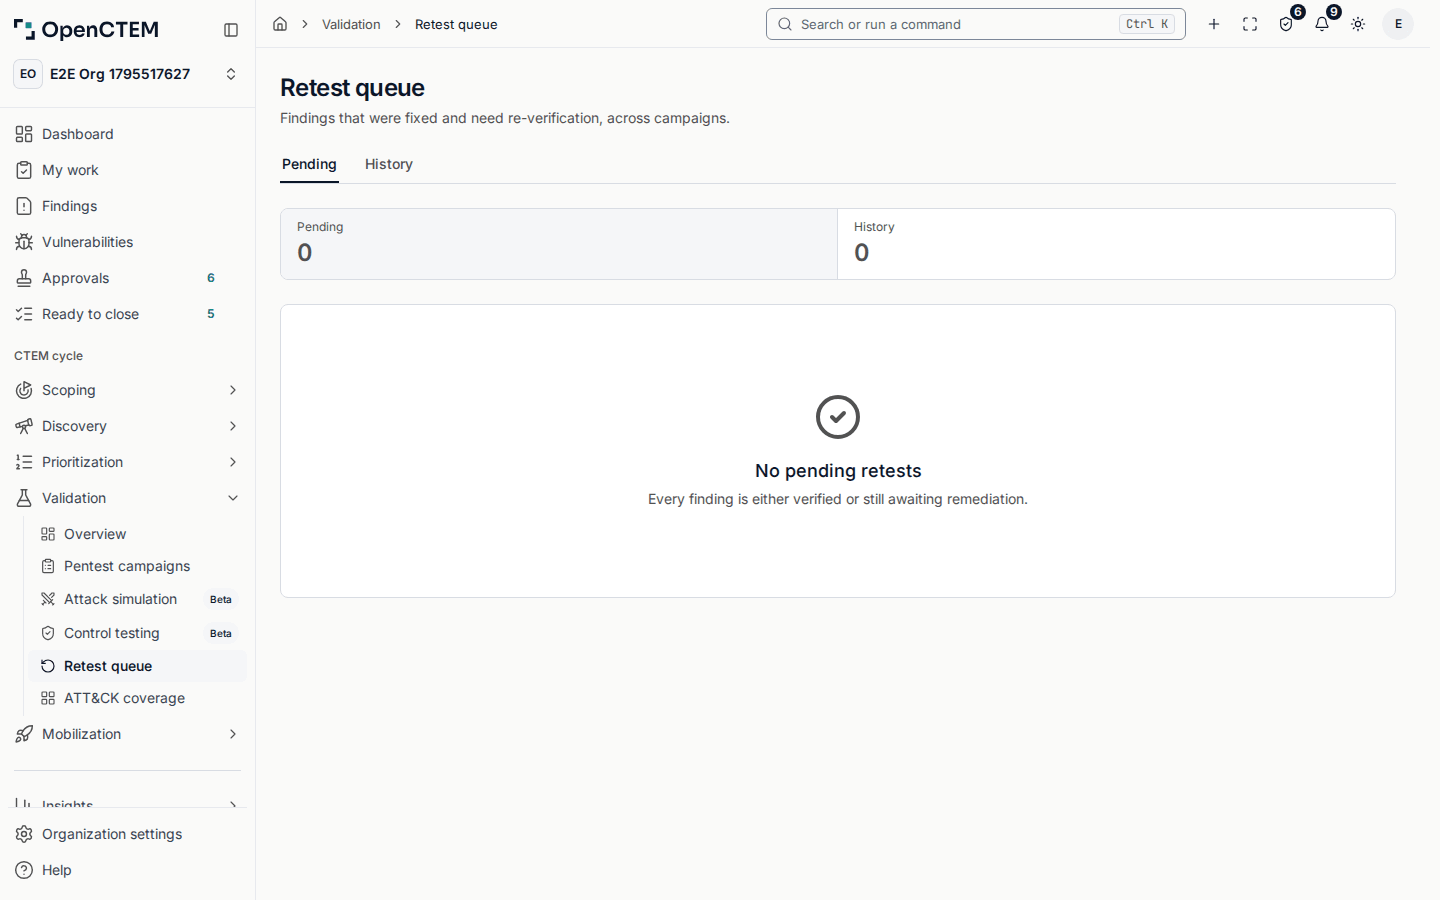 OpenCTEM
EO E2E Org 1795517627
Dashboard
My work
Findings
Vulnerabilities
Approvals 6
Ready to close 5
CTEM cycle
Scoping
Discovery
Prioritization
Validation
Overview
Pentest campaigns
Attack simulation Beta
Control testing Beta
Retest queue
ATT&CK coverage
Mobilization
Insights
Organization settings
Help
Validation Retest queue
Search or run a command Ctrl K
6
9
E
Retest queue
Findings that were fixed and need re-verification, across campaigns.
Pending History
Pending
0
History
0
No pending retests
Every finding is either verified or still awaiting remediation.